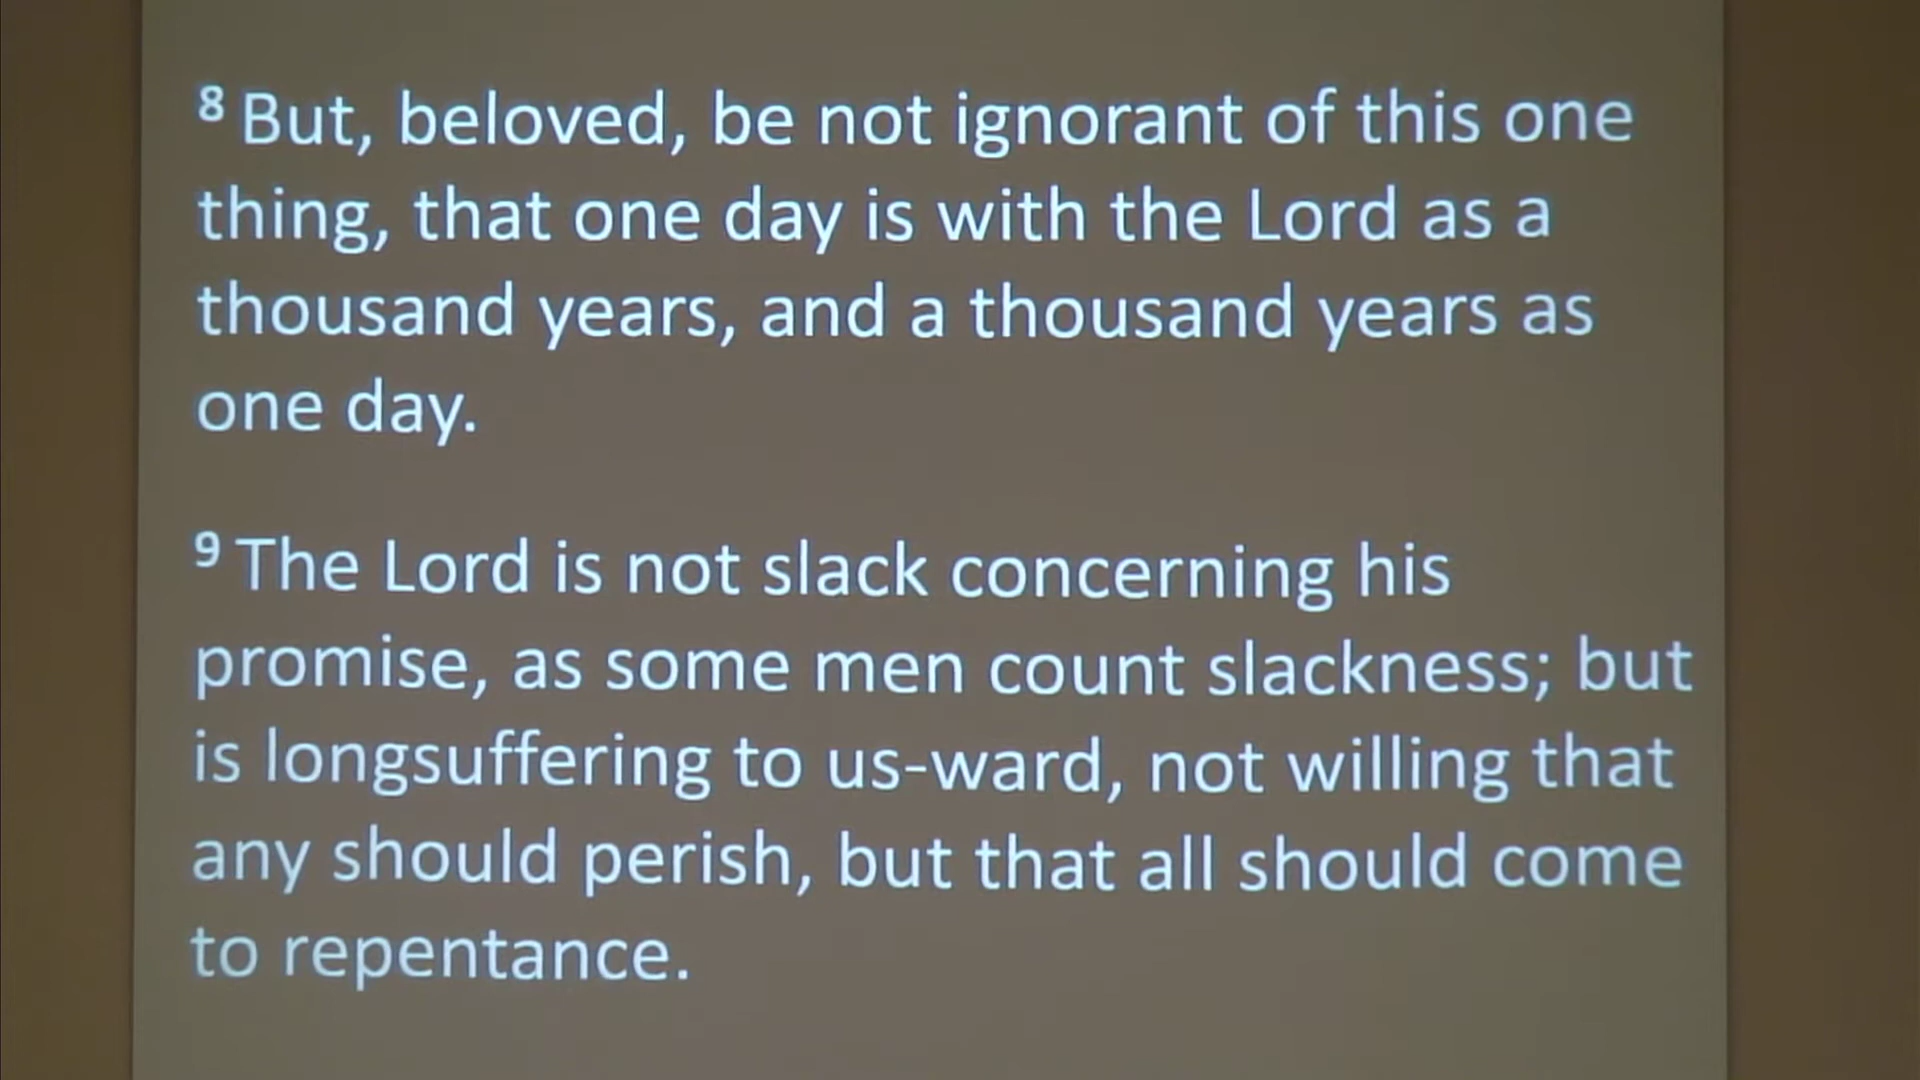 8 But, beloved, be not ignorant of this one
thing, that one day is with the Lord as a
thousand years, and a thousand years as
one day.
9 The Lord is not slack concerning his
promise, as some men count slackness; but
is longsuffering to us-ward, not willing that
any should perish, but that all should come
to repentance.